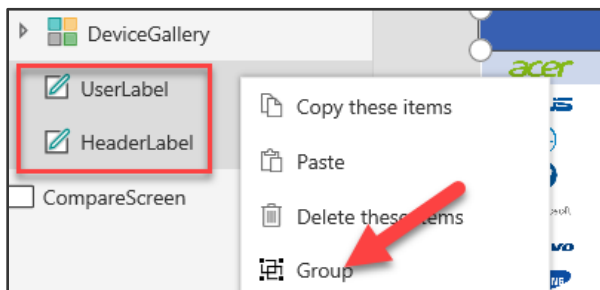 DeviceGallery
UserLabel
HeaderLabel
CompareScreen
Copy these items
Paste
Delete these items
Group
acer